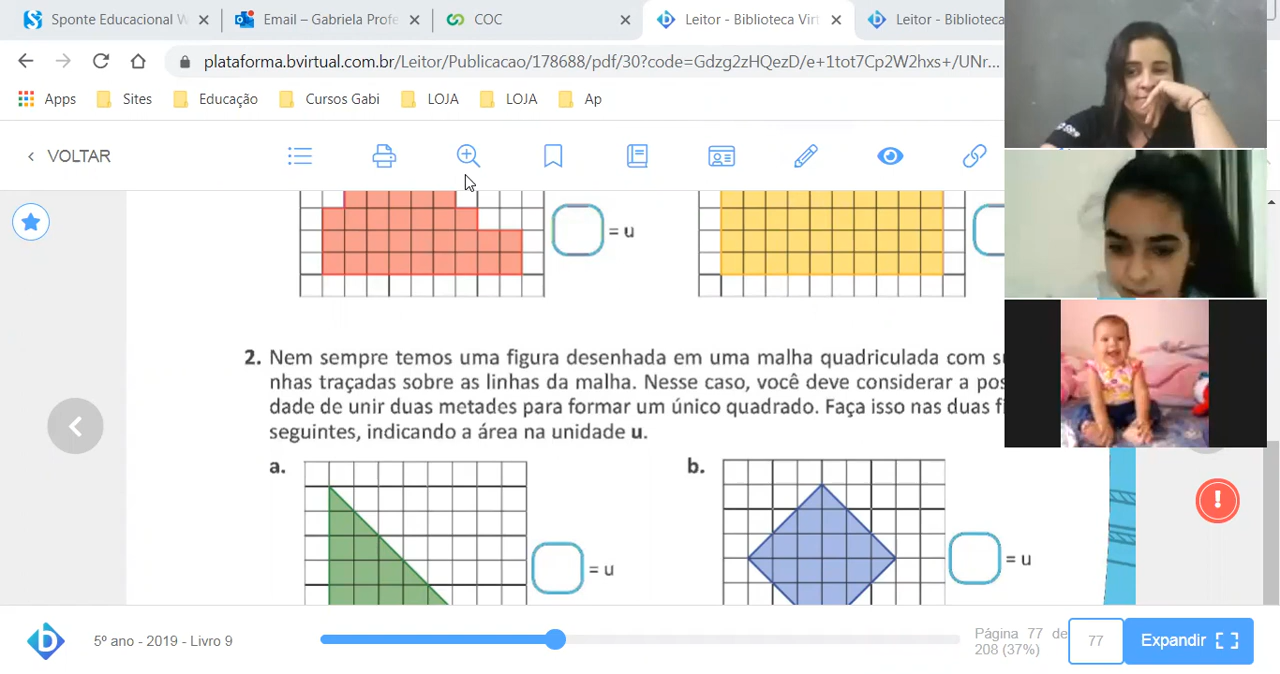 Sponte Educacional W
Email – Gabriela Profe
COC
Leitor - Biblioteca Virt
Leitor - Biblioteca
plataforma.bvirtual.com.br/Leitor/Publicacao/178688/pdf/30?code=Gdzg2zHQezD/e+1tot7Cp2W2hxs+/UNr...
Apps
Sites
Educação
Cursos Gabi
LOJA
LOJA
Ap
VOLTAR
= u
2. Nem sempre temos uma figura desenhada em uma malha quadriculada com s
nhas traçadas sobre as linhas da malha. Nesse caso, você deve considerar a pos
dade de unir duas metades para formar um único quadrado. Faça isso nas duas fi
seguintes, indicando a área na unidade u.
a.
= u
b.
= u
5º ano - 2019 - Livro 9
Página 77 de
208 (37%)
77
Expandir